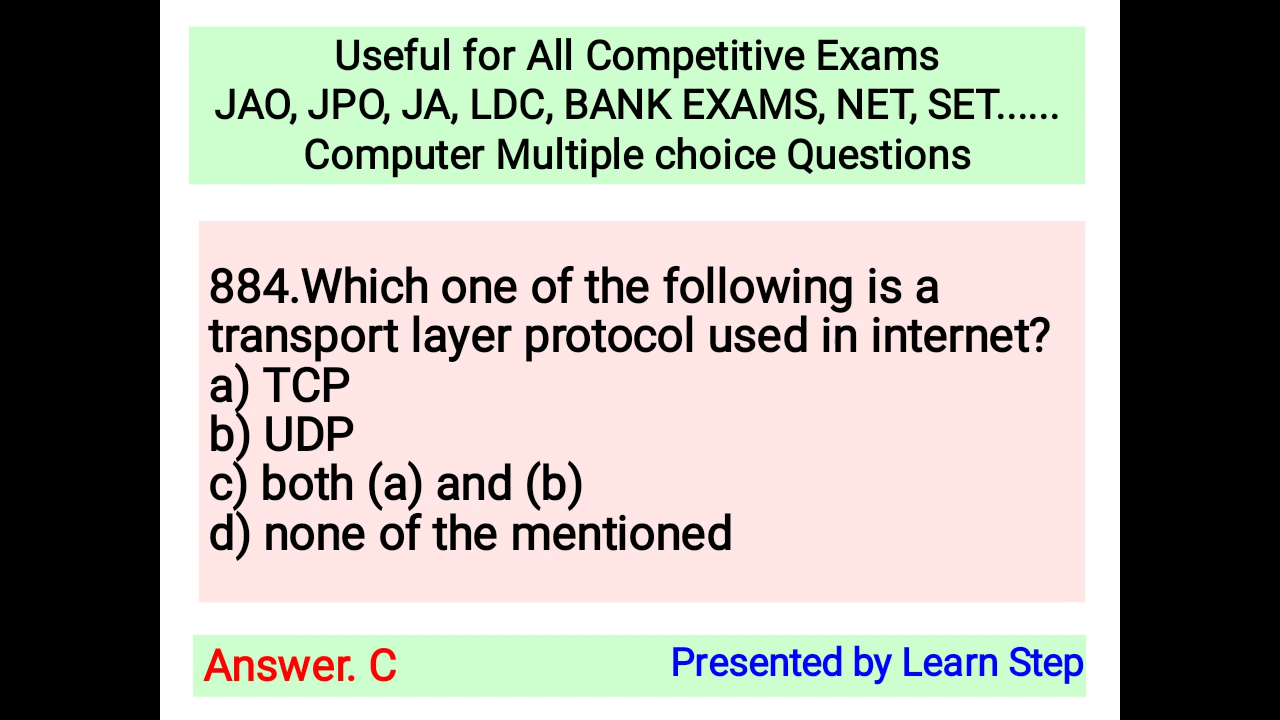 Useful for All Competitive Exams
JAO, JPO, JA, LDC, BANK EXAMS, NET, SET......
Computer Multiple choice Questions
884.Which one of the following is a
transport layer protocol used in internet?
a) TCP
b) UDP
c) both (a) and (b)
d) none of the mentioned
Answer. C
Presented by Learn Step